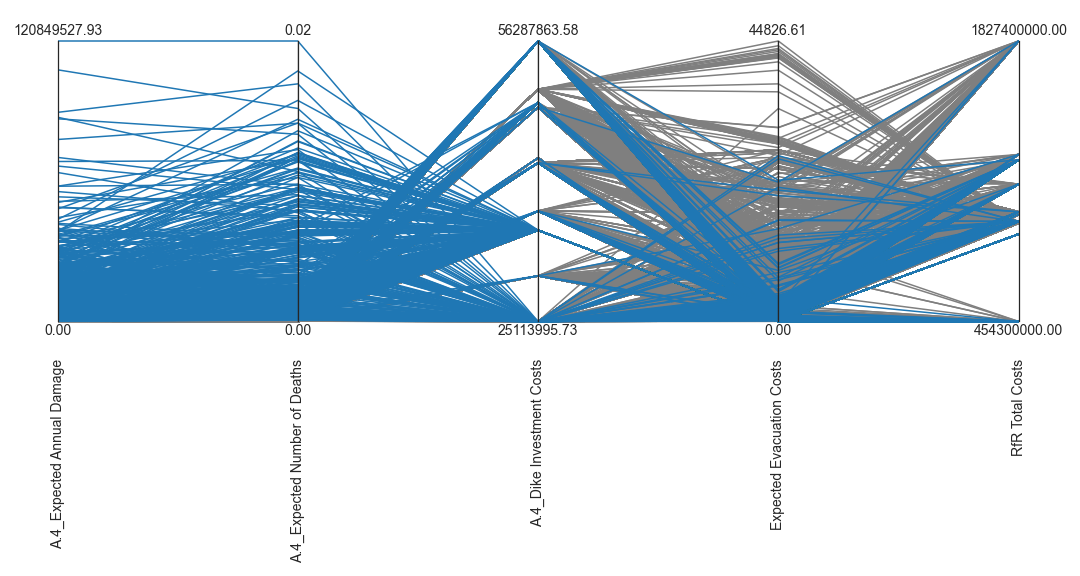 120849527.93
0.02
56287863.58
44826.61
1827400000.00
0.00
0.00
25113995.73
0.00
454300000.00
A.4_Expected Annual Damage
A.4_Expected Number of Deaths
A.4_Dike Investment Costs
Expected Evacuation Costs
RfR Total Costs